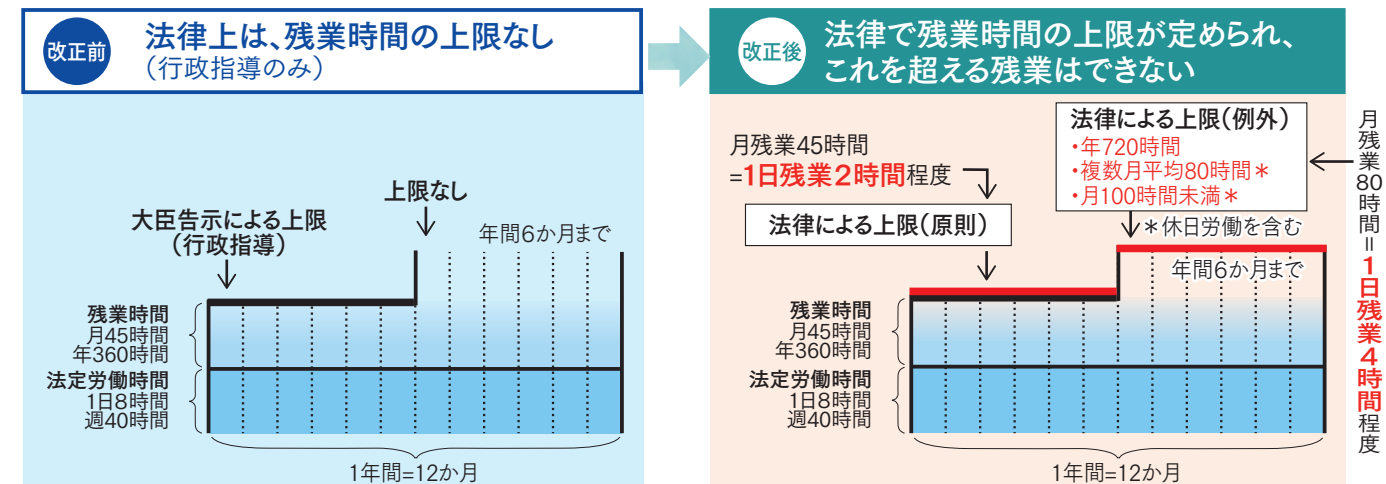 改正前
法律上は、残業時間の上限なし
（行政指導のみ）
上限なし
大臣告示による上限
（行政指導）
年間6か月まで
残業時間
月45時間
年360時間
法定労働時間
1日8時間
週40時間
1年間=12か月
改正後
法律で残業時間の上限が定められ、
これを超える残業はできない
法律による上限（例外）
・年720時間
・複数月平均80時間＊
・月100時間未満＊
月残業45時間
=1日残業2時間程度
法律による上限（原則）
＊休日労働を含む
年間6か月まで
残業時間
月45時間
年360時間
法定労働時間
1日8時間
週40時間
1年間=12か月
月残業80時間=1日残業4時間程度